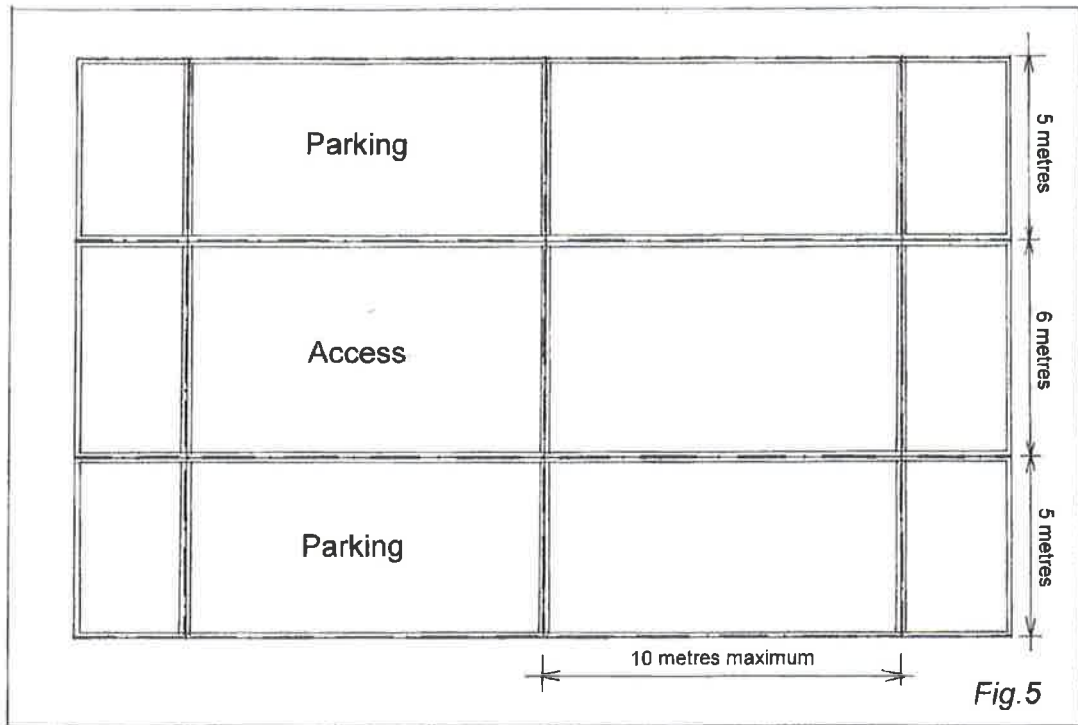 Parking
5 metres
Access
6 metres
Parking
5 metres
10 metres maximum
Fig.5